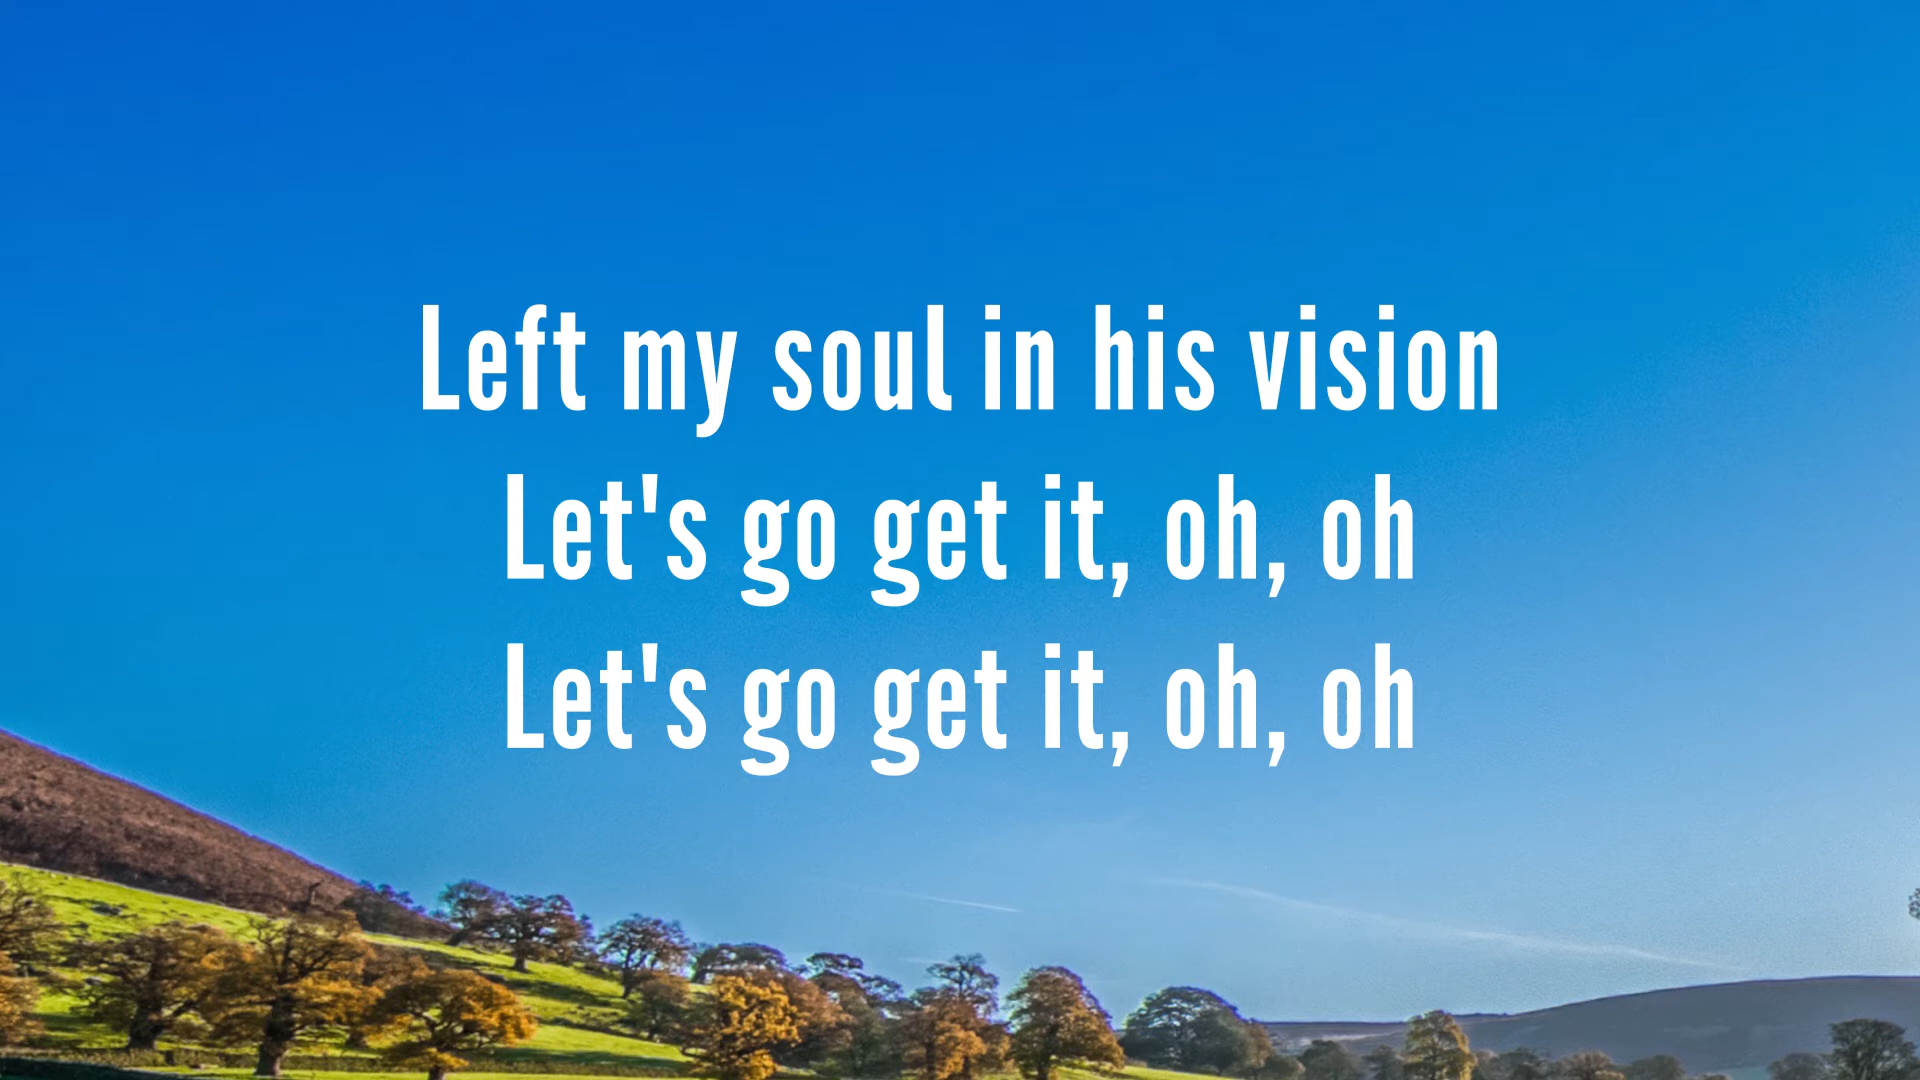 Left my soul in his vision
Let's go get it, oh, oh
Let's go get it, oh, oh